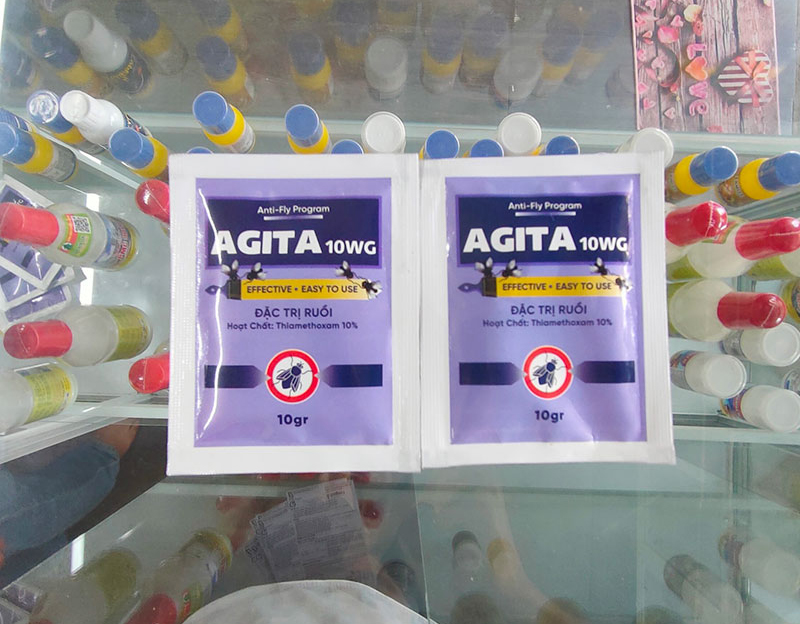 Anti-Fly Program
AGITA 10WG
EFFECTIVE • EASY TO USE
ĐẶC TRỊ RUỒI
Hoạt Chất: Thiamethoxam 10%
10gr
Anti-Fly Program
AGITA 10WG
EFFECTIVE • EASY TO USE
ĐẶC TRỊ RUỒI
Hoạt Chất: Thiamethoxam 10%
10gr